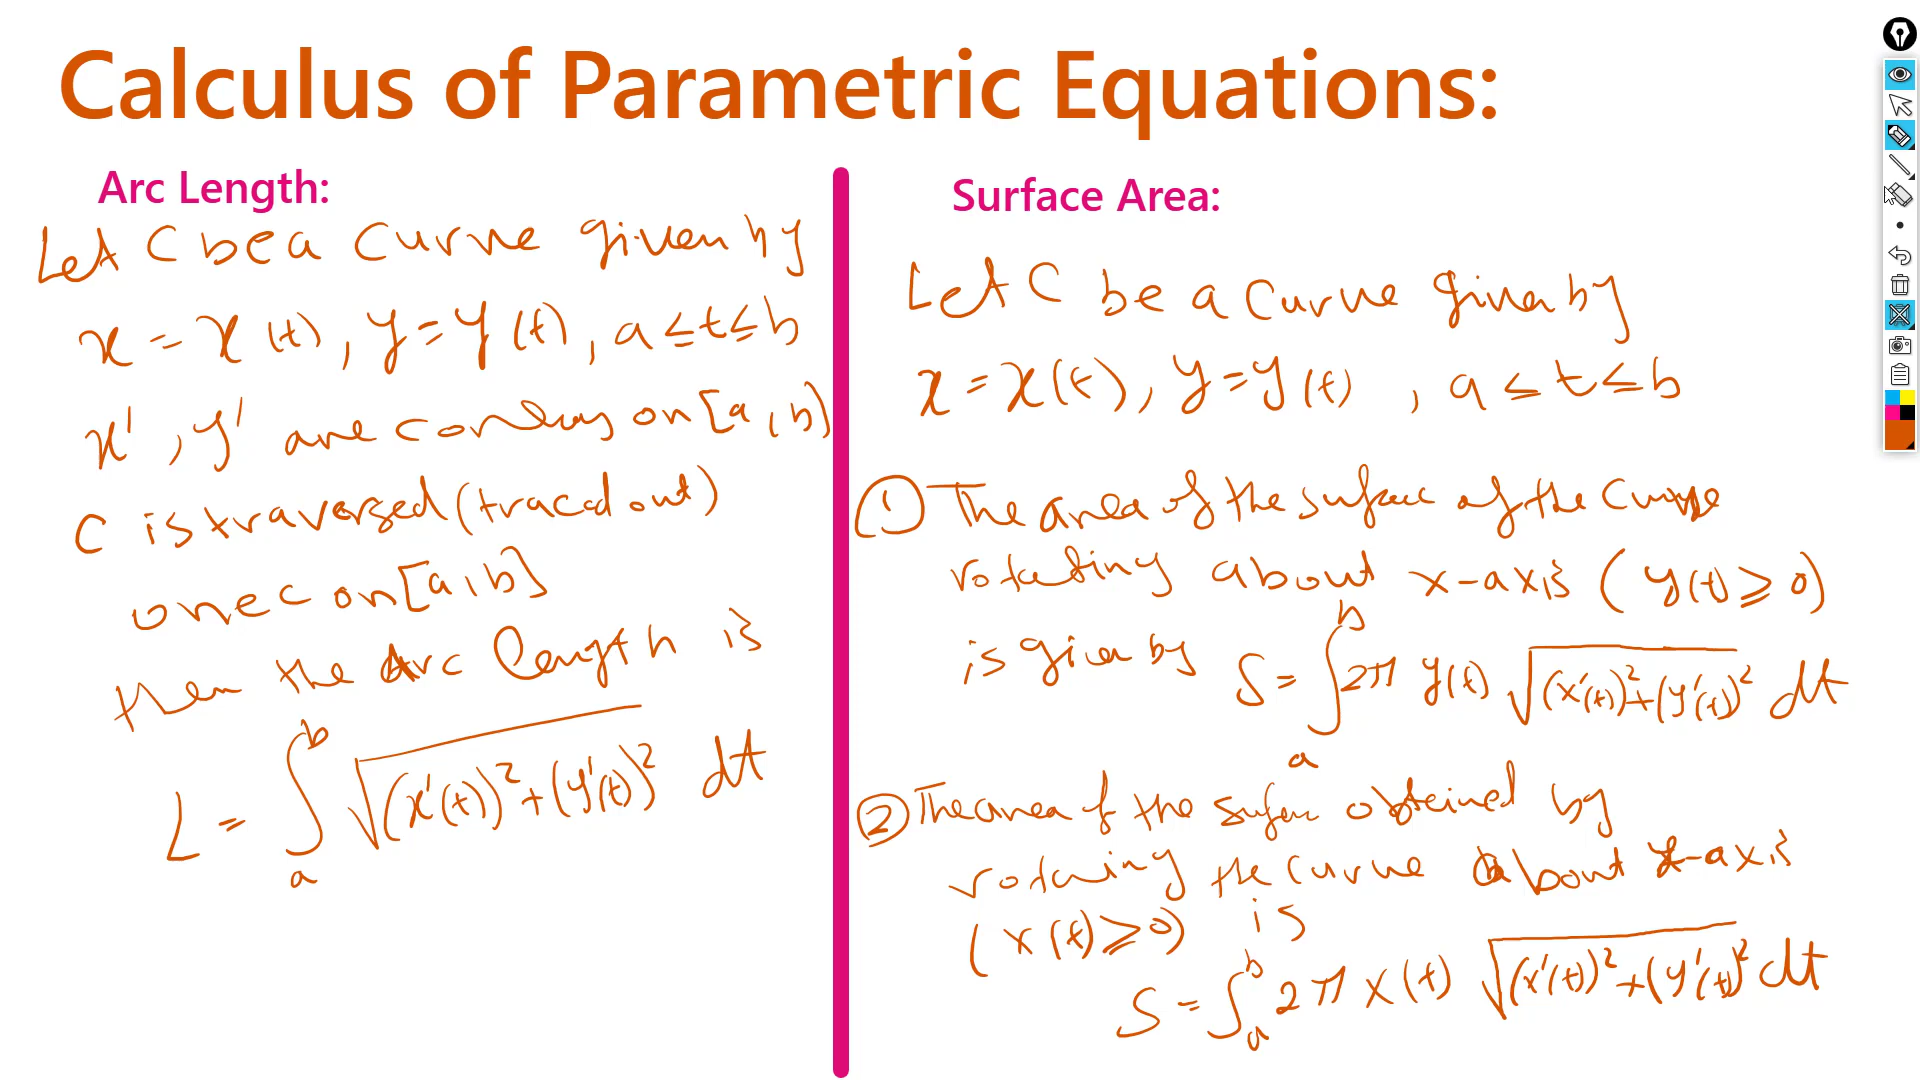 Calculus of Parametric Equations:
Arc Length:
Let C be a curve given by
x = x(t), y = y(t), a ≤ t ≤ b
x', y' are continuous on [a, b]
C is traversed (traced out)
onec on [a, b]
then the Arc length is
L = ∫_a^b √((x'(t))² + (y'(t))²) dt
Surface Area:
Let C be a curve given by
x = x(t), y = y(t), a ≤ t ≤ b
① The area of the surface of the curve
rotating about x-axis (y(t) ≥ 0)
is given by S = ∫_a^b 2π y(t) √((x'(t))² + (y'(t))²) dt
② The area of the surface obtained by
rotating the curve about y-axis
(x(t) ≥ 0) is
S = ∫_a^b 2π x(t) √((x'(t))² + (y'(t))²) dt